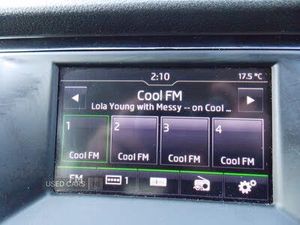 2:10
17.5 °C
Cool FM
Lola Young with Messy -- on Cool ...
1 2 3 4
Cool FM Cool FM Cool FM Cool FM
FM 1
USED CARS